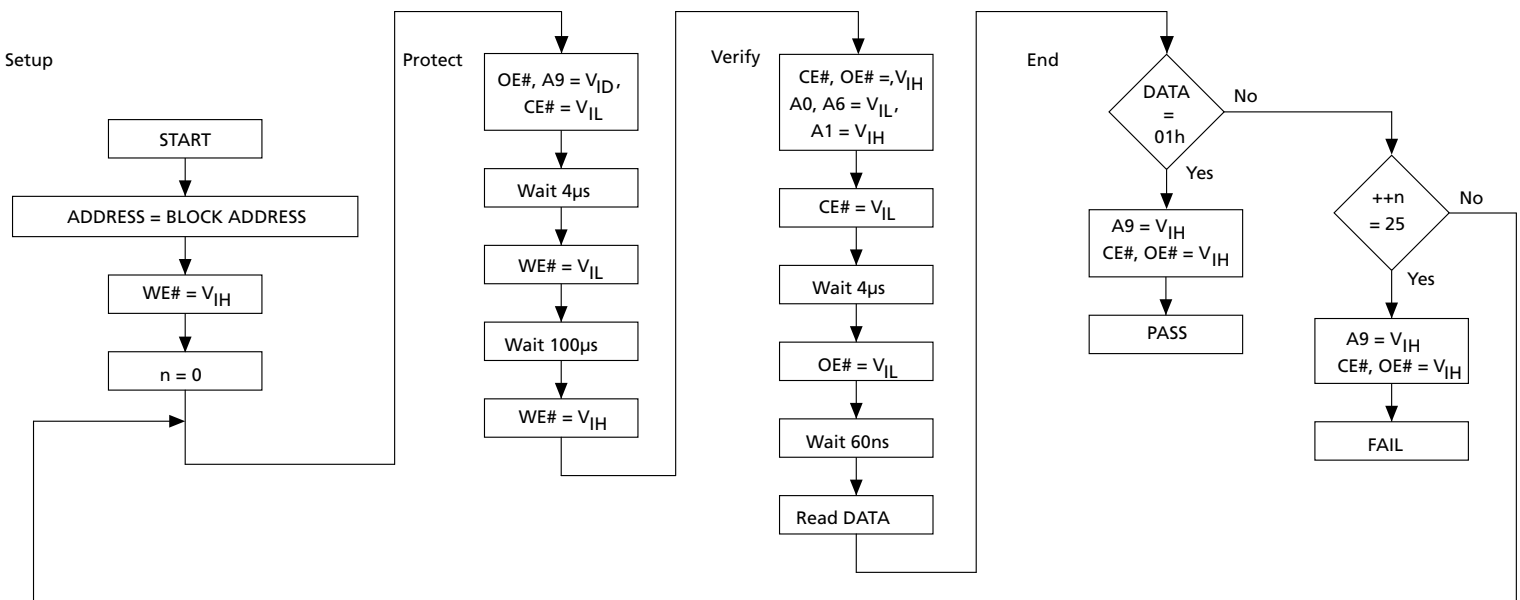 Setup
START
ADDRESS = BLOCK ADDRESS
WE# = VIH
n = 0
Protect
OE#, A9 = VID,
CE# = VIL
Wait 4µs
WE# = VIL
Wait 100µs
WE# = VIH
Verify
CE#, OE# =,VIH
A0, A6 = VIL,
A1 = VIH
CE# = VIL
Wait 4µs
OE# = VIL
Wait 60ns
Read DATA
End
DATA
=
01h
No
Yes
A9 = VIH
CE#, OE# = VIH
PASS
++n
= 25
No
Yes
A9 = VIH
CE#, OE# = VIH
FAIL